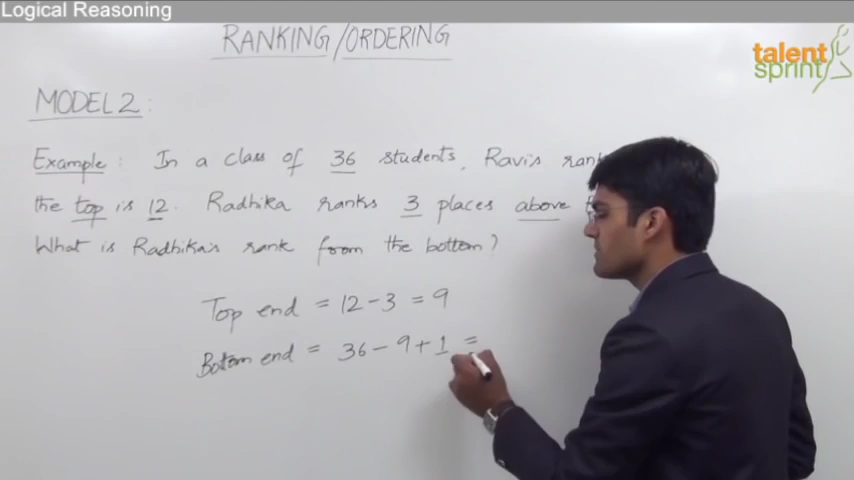 Logical Reasoning
RANKING/ORDERING
talent
sprint
MODEL 2:
Example: In a class of 36 students, Ravi's rank
the top is 12. Radhika ranks 3 places above
What is Radhika's rank from the bottom?
Top end = 12 - 3 = 9
Bottom end = 36 - 9 + 1 =